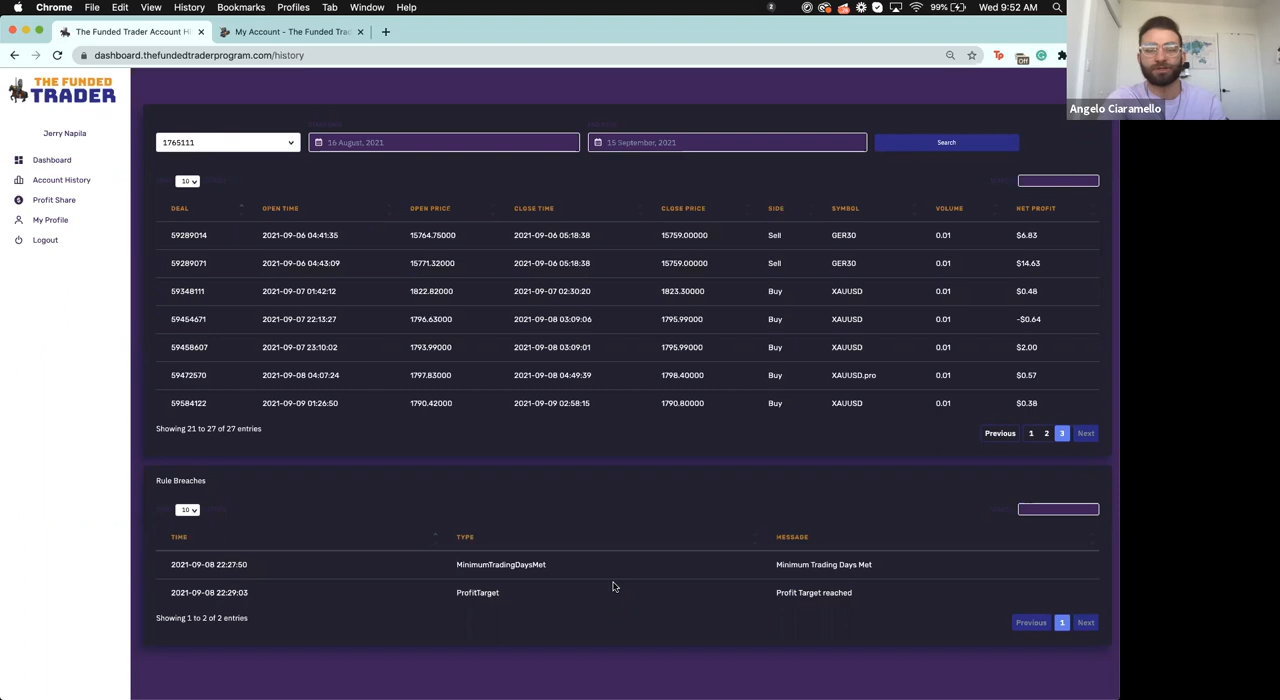 Chrome File Edit View History Bookmarks Profiles Tab Window Help 2 99% Wed 9:52 AM
The Funded Trader Account H My Account - The Funded Tra
dashboard.thefundedtraderprogram.com/history Off
THE FUNDED
TRADER
Angelo Ciaramello
Jerry Napila
Dashboard
Account History
Profit Share
My Profile
Logout
1765111 16 August, 2021 15 September, 2021 Search
10
DEAL OPEN TIME OPEN PRICE CLOSE TIME CLOSE PRICE SIDE SYMBOL VOLUME NET PROFIT
59289014 2021-09-06 04:41:35 15764.75000 2021-09-06 05:18:38 15759.00000 Sell GER30 0.01 $6.83
59289071 2021-09-06 04:43:09 15771.32000 2021-09-06 05:18:38 15759.00000 Sell GER30 0.01 $14.63
59348111 2021-09-07 01:42:12 1822.82000 2021-09-07 02:30:20 1823.30000 Buy XAUUSD 0.01 $0.48
59454671 2021-09-07 22:13:27 1796.63000 2021-09-08 03:09:06 1795.99000 Buy XAUUSD 0.01 -$0.64
59458607 2021-09-07 23:10:02 1793.99000 2021-09-08 03:09:01 1795.99000 Buy XAUUSD 0.01 $2.00
59472570 2021-09-08 04:07:24 1797.83000 2021-09-08 04:49:39 1798.40000 Buy XAUUSD.pro 0.01 $0.57
59584122 2021-09-09 01:26:50 1790.42000 2021-09-09 02:58:15 1790.80000 Buy XAUUSD 0.01 $0.38
Showing 21 to 27 of 27 entries
Previous 1 2 3 Next
Rule Breaches
10
TIME TYPE MESSAGE
2021-09-08 22:27:50 MinimumTradingDaysMet Minimum Trading Days Met
2021-09-08 22:29:03 ProfitTarget Profit Target reached
Showing 1 to 2 of 2 entries
Previous 1 Next